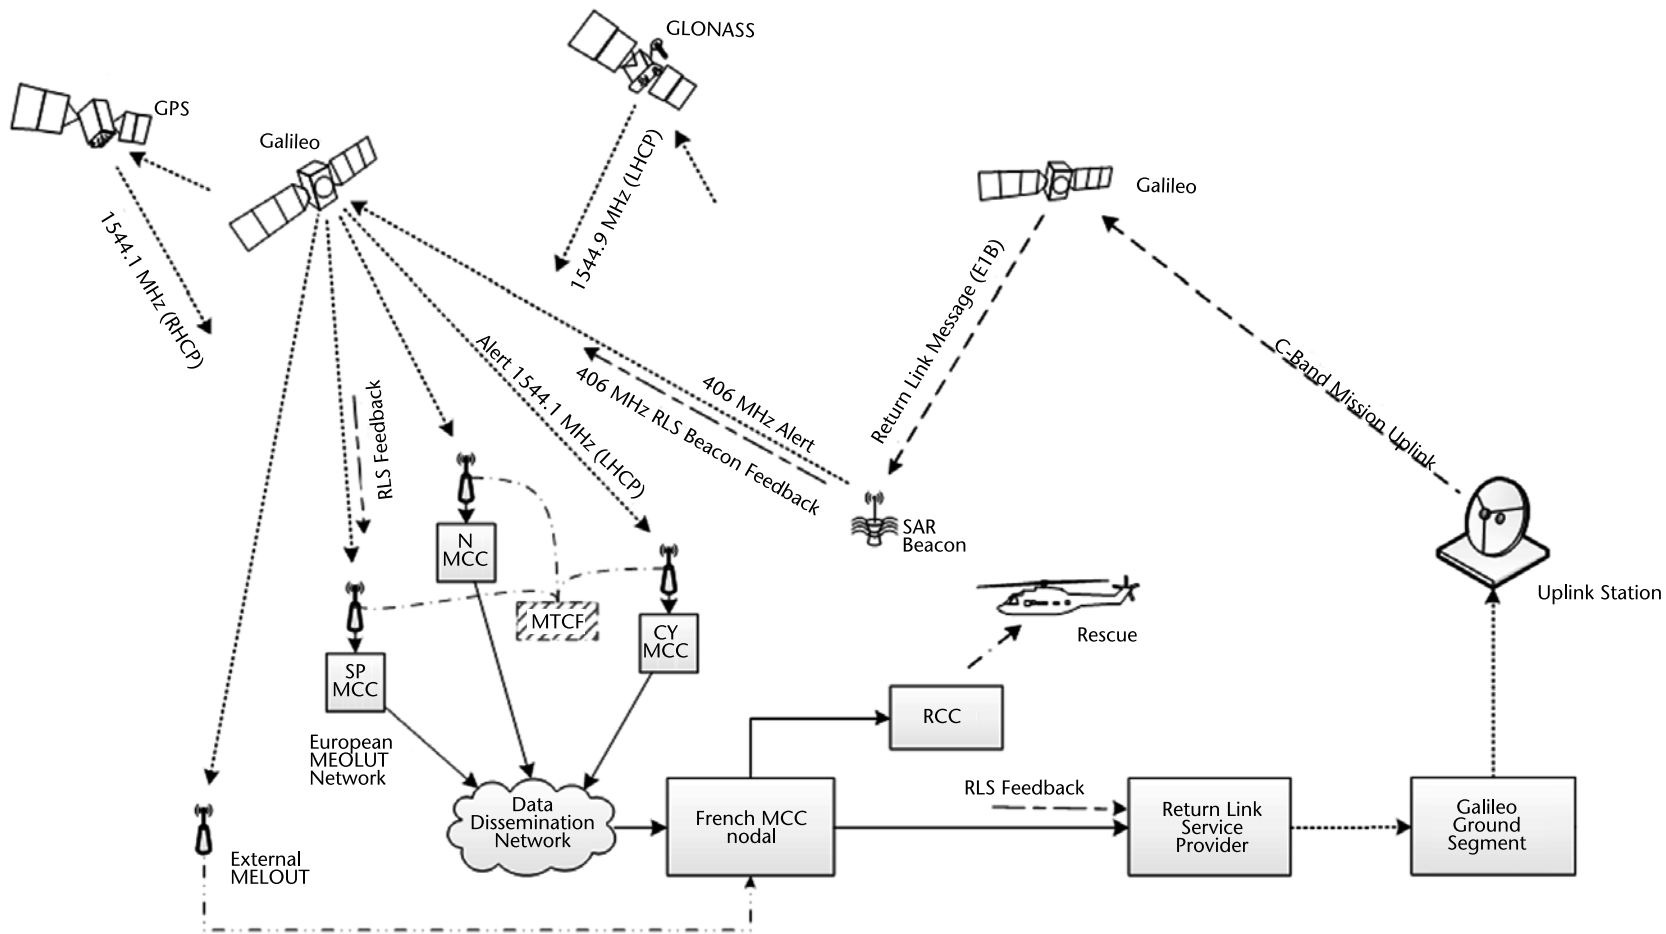 GLONASS
GPS
Galileo
Galileo
1544.1 MHz (RHCP)
1544.9 MHz (LHCP)
Return Link Message (E1B)
C-Band Mission Uplink
Alert 1544.1 MHz (LHCP)
406 MHz Alert
406 MHz RLS Beacon Feedback
RLS Feedback
SAR
Beacon
N
MCC
Uplink Station
MTCF
CY
MCC
Rescue
SP
MCC
RCC
European
MEOLUT
Network
Data
Dissemination
Network
French MCC
nodal
RLS Feedback
Return Link
Service
Provider
Galileo
Ground
Segment
External
MELOUT